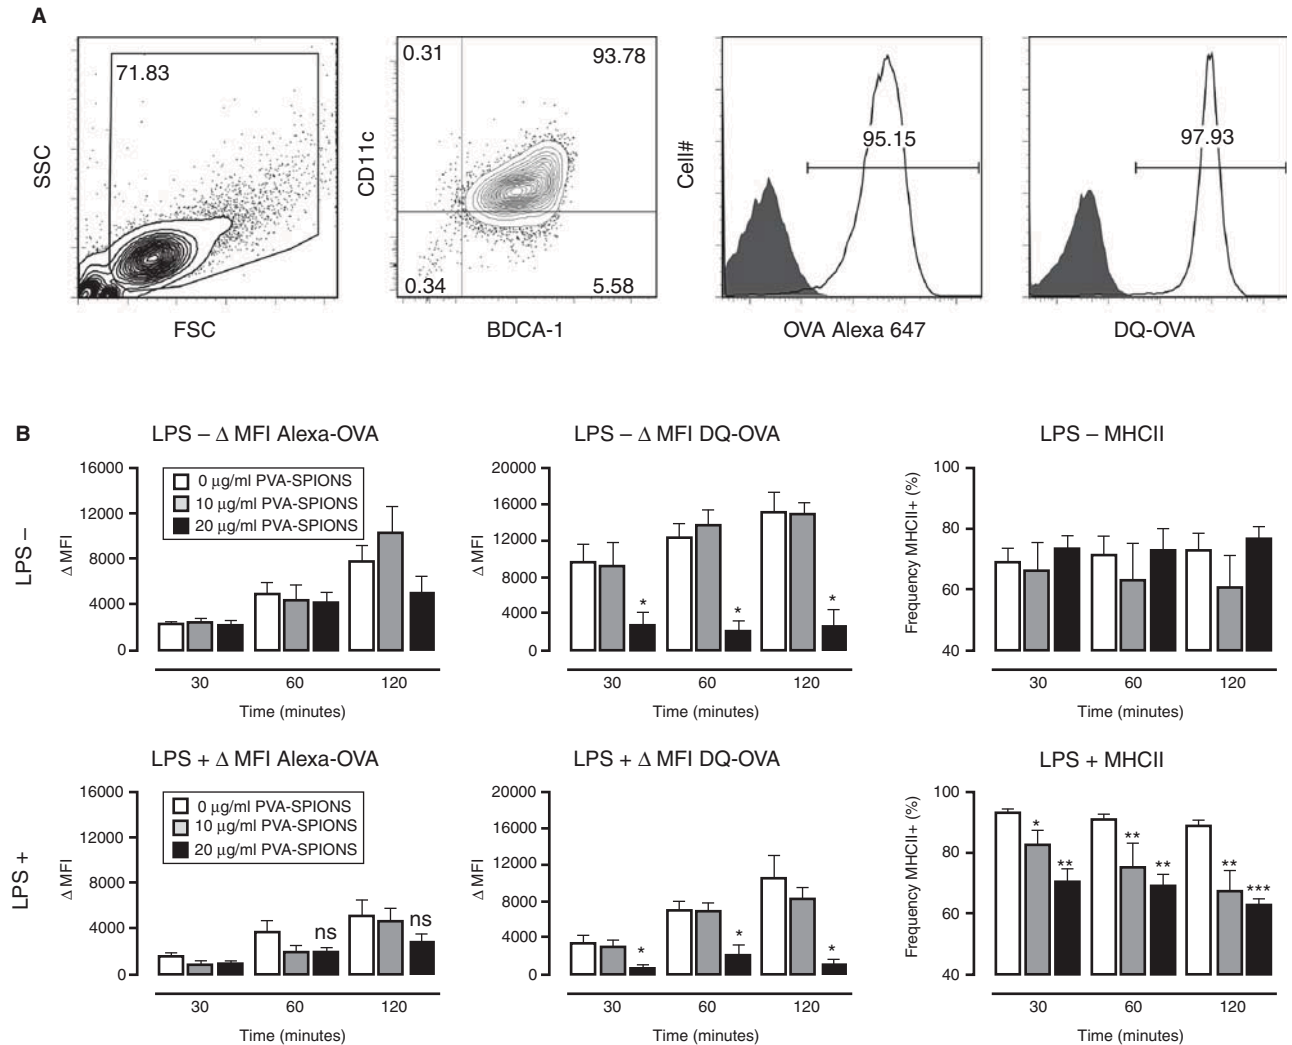 A
71.83
SSC
FSC
0.31
93.78
CD11c
0.34
5.58
BDCA-1
Cell#
95.15
OVA Alexa 647
97.93
DQ-OVA
B
LPS –
LPS – Δ MFI Alexa-OVA
16000
12000
8000
4000
0
Δ MFI
0 μg/ml PVA-SPIONS
10 μg/ml PVA-SPIONS
20 μg/ml PVA-SPIONS
30 60 120
Time (minutes)
LPS – Δ MFI DQ-OVA
20000
16000
12000
8000
4000
0
Δ MFI
* * *
30 60 120
Time (minutes)
LPS – MHCII
100
80
60
40
Frequency MHCII+ (%)
30 60 120
Time (minutes)
LPS +
LPS + Δ MFI Alexa-OVA
16000
12000
8000
4000
0
Δ MFI
0 μg/ml PVA-SPIONS
10 μg/ml PVA-SPIONS
20 μg/ml PVA-SPIONS
ns ns
30 60 120
Time (minutes)
LPS + Δ MFI DQ-OVA
20000
16000
12000
8000
4000
0
Δ MFI
* * *
30 60 120
Time (minutes)
LPS + MHCII
100
80
60
40
Frequency MHCII+ (%)
* ** ** ** ** ***
30 60 120
Time (minutes)